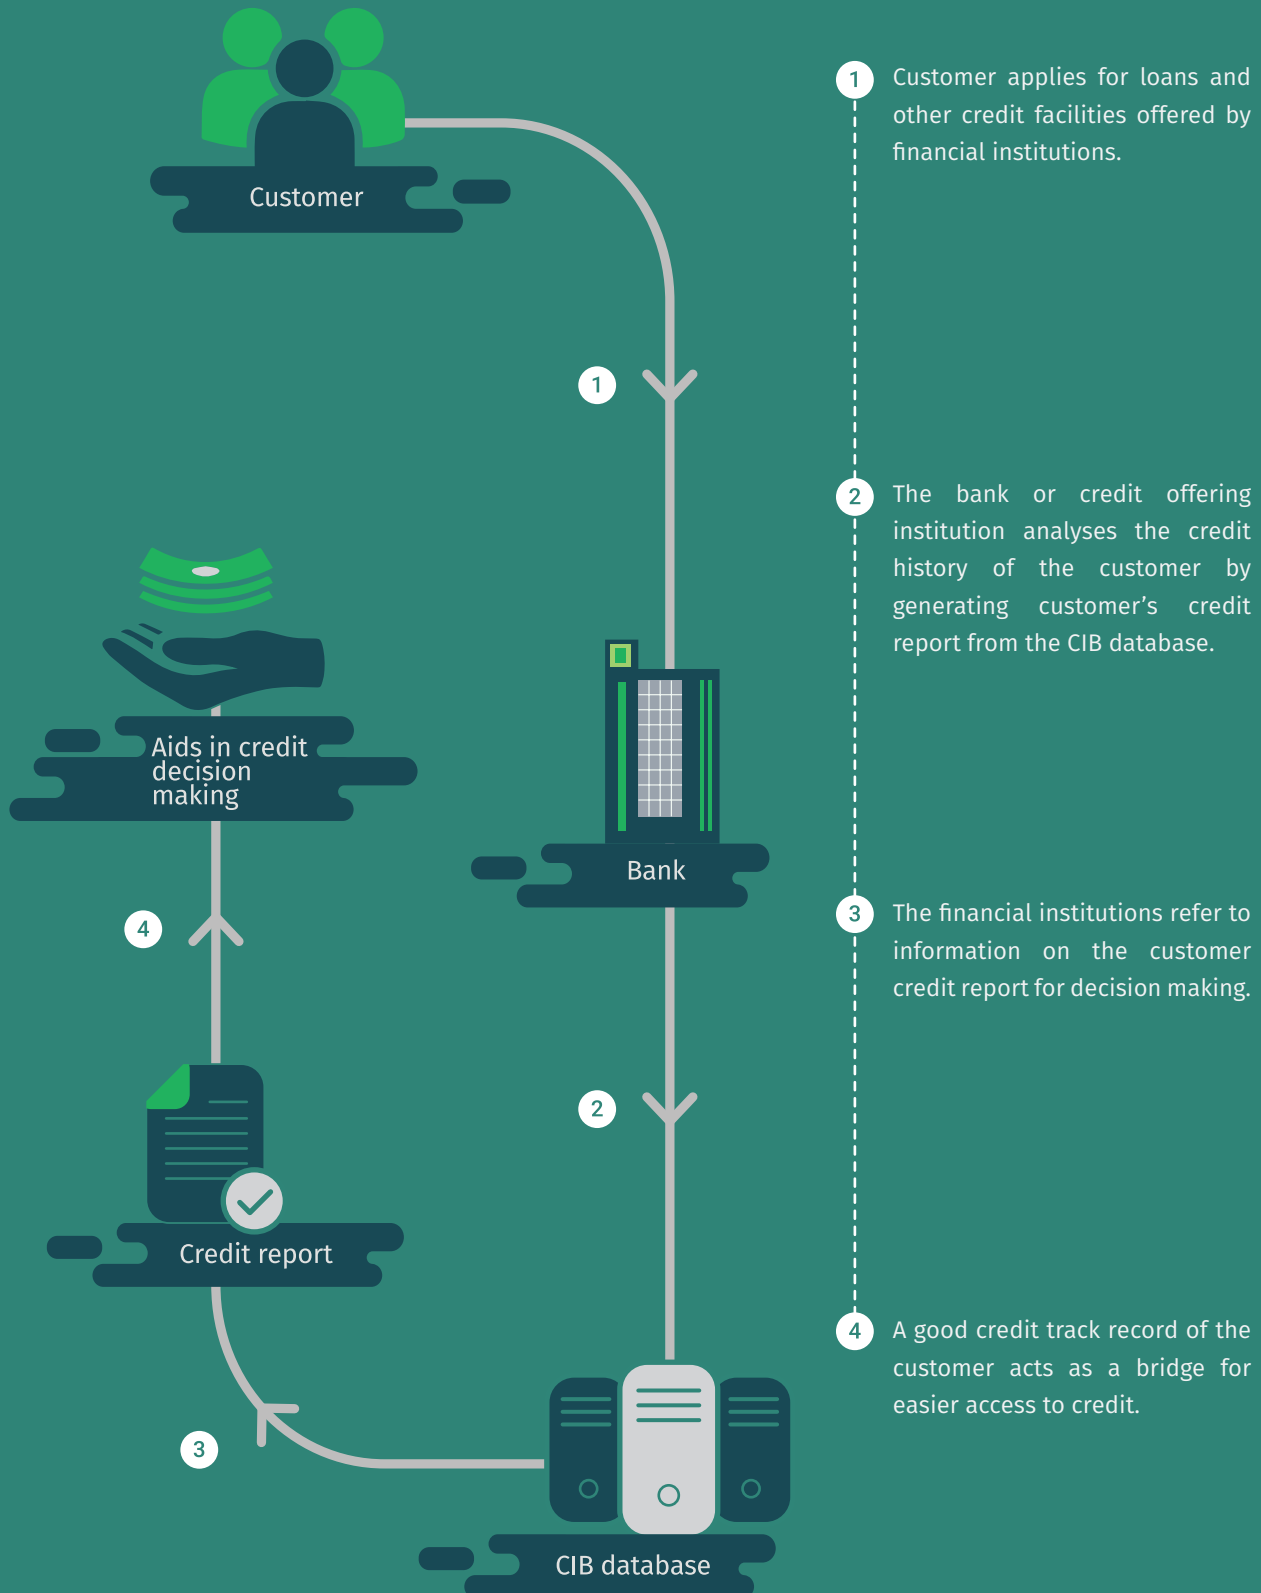 Customer
1
Aids in credit
decision
making
Bank
4
2
Credit report
3
CIB database
1
Customer applies for loans and
other credit facilities offered by
financial institutions.
2
The bank or credit offering
institution analyses the credit
history of the customer by
generating customer’s credit
report from the CIB database.
3
The financial institutions refer to
information on the customer
credit report for decision making.
4
A good credit track record of the
customer acts as a bridge for
easier access to credit.